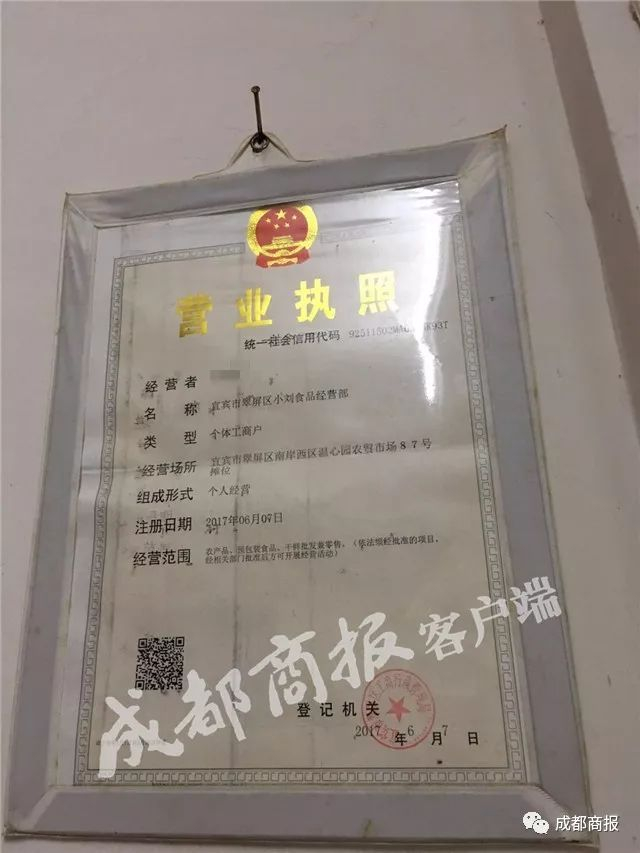 营业执照
统一社会信用代码
经营者
名称 宜宾市翠屏区小刘食品经营部
类型 个体工商户
经营场所 宜宾市翠屏区南岸西区温心园农贸市场87号
摊位
组成形式 个人经营
注册日期 2017年06月07日
经营范围 农产品、预包装食品、干鲜批发兼零售。(依法须经批准的项目,
经相关部门批准后方可开展经营活动)
成都商报客户端
登记机关
2017年6月7日
成都商报